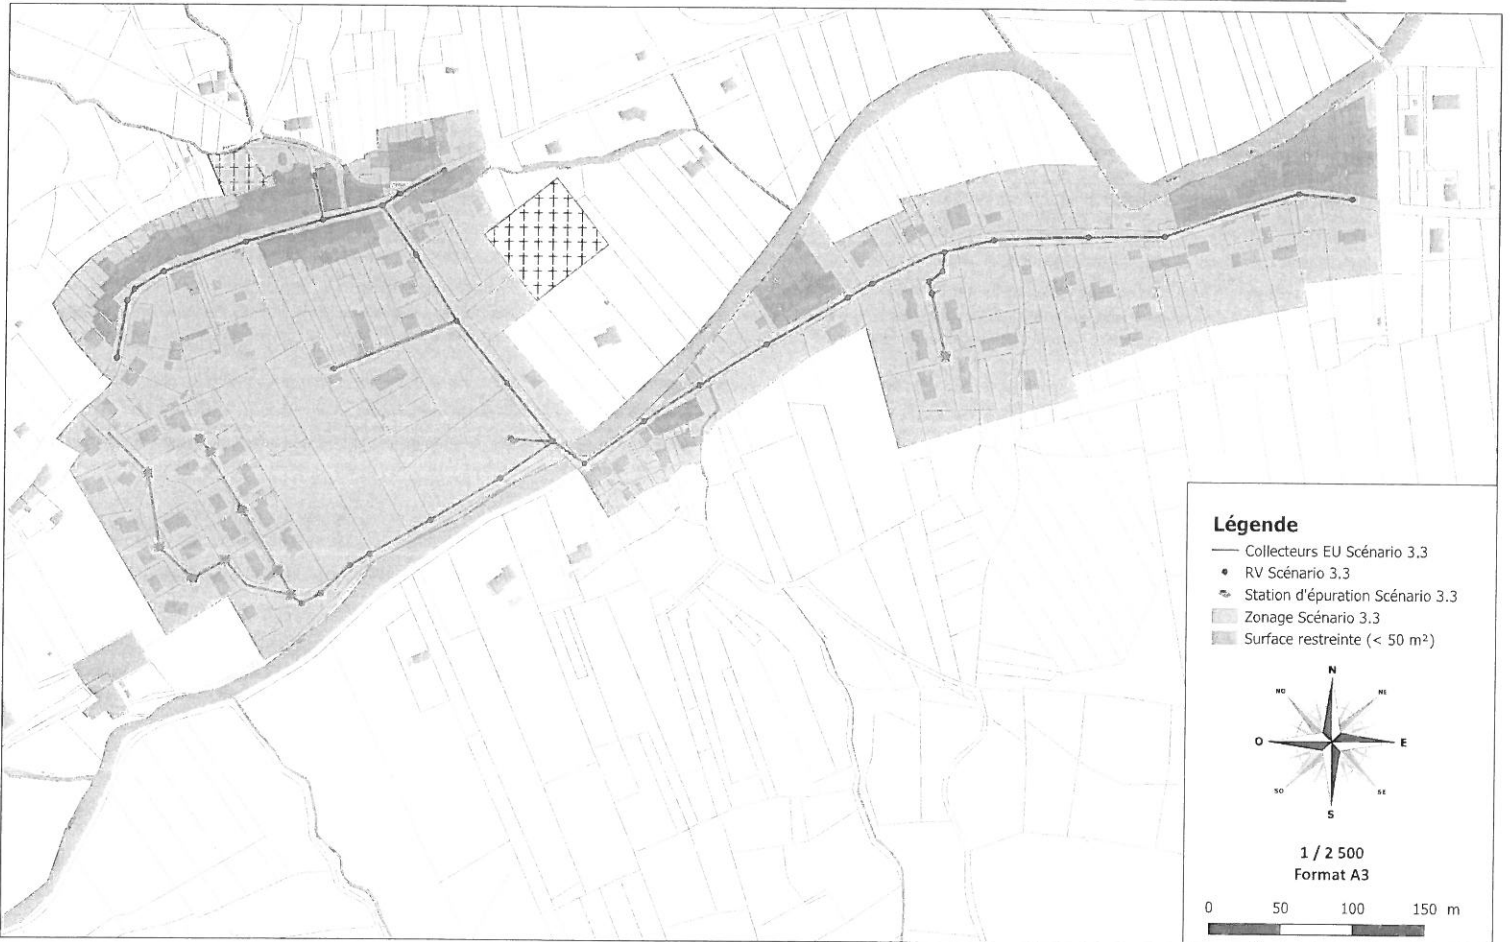 Légende
Collecteurs EU Scénario 3.3
RV Scénario 3.3
Station d'épuration Scénario 3.3
Zonage Scénario 3.3
Surface restreinte (< 50 m²)
N
NO NE
O E
SO SE
S
1 / 2 500
Format A3
0 50 100 150 m